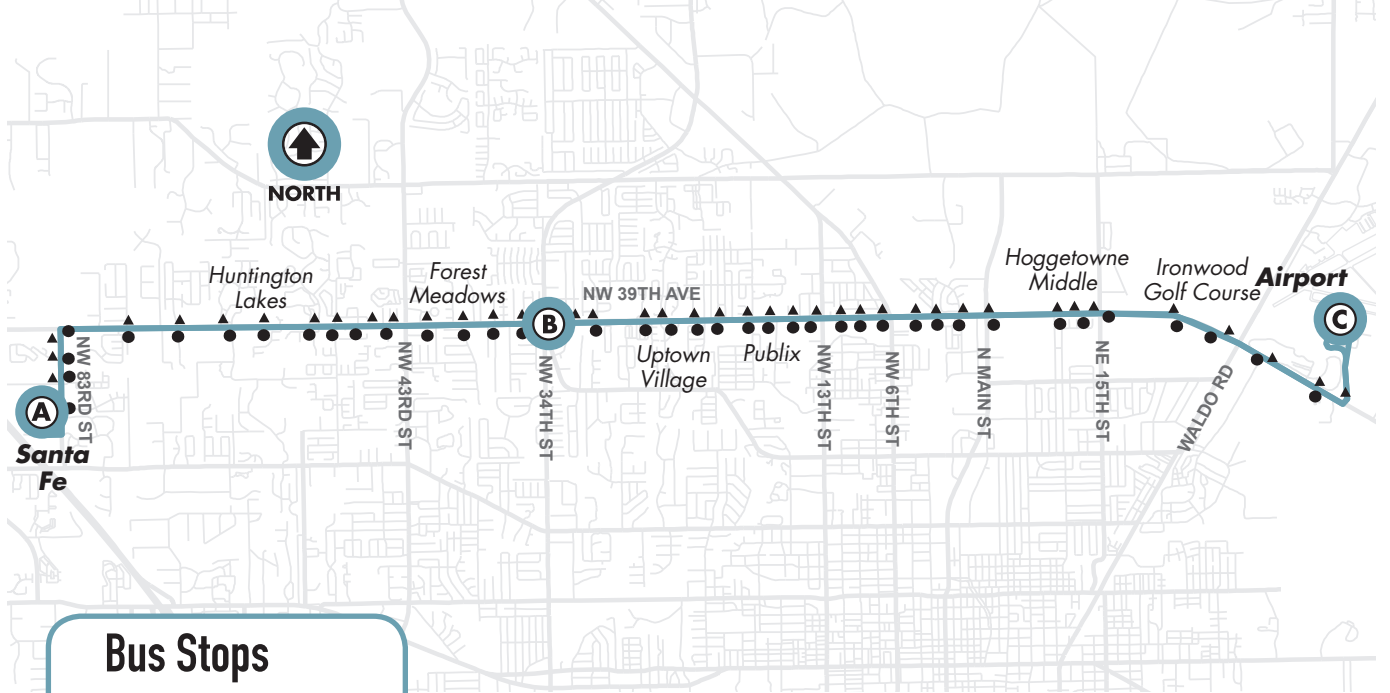 NORTH
Huntington
Lakes
Forest
Meadows
NW 39TH AVE
Hoggetowne
Middle
Ironwood
Golf Course
Airport
A
B
C
Santa
Fe
NW 83RD ST
NW 43RD ST
NW 34TH ST
Uptown
Village
Publix
NW 13TH ST
NW 6TH ST
N MAIN ST
NE 15TH ST
WALDO RD
Bus Stops